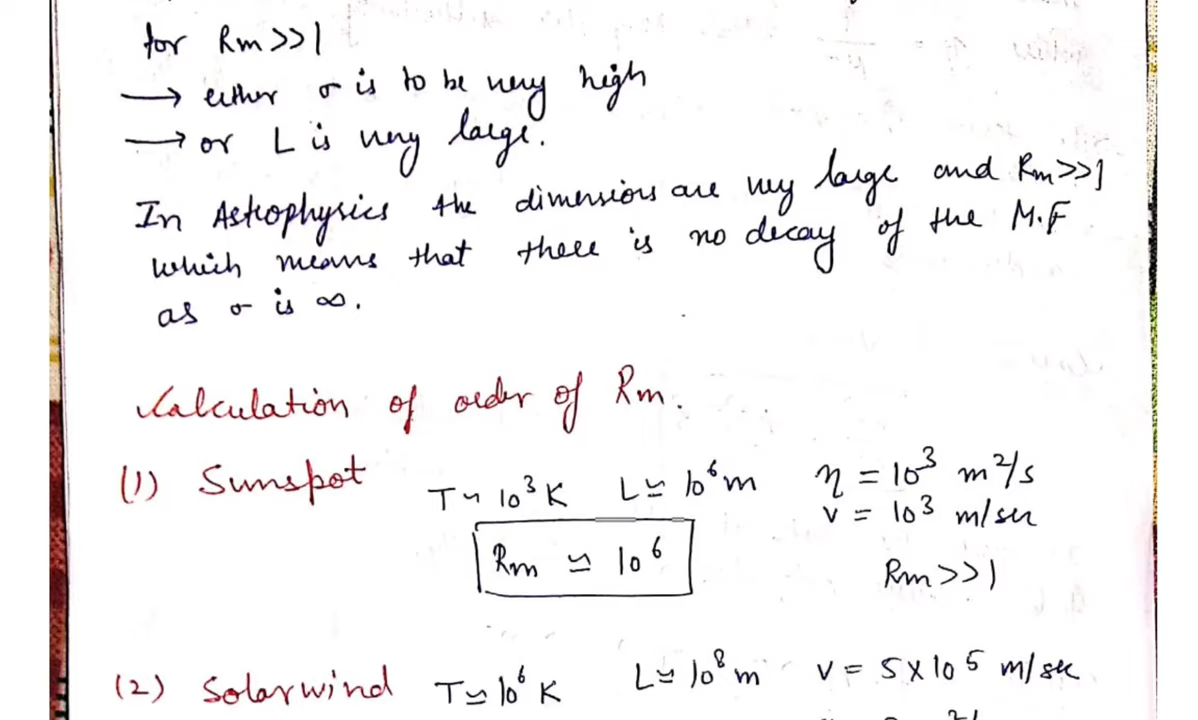 for Rm >> 1
→ either σ is to be very high
→ or L is very large.
In Astrophysics the dimensions are very large and Rm >> 1
which means that there is no decay of the M.F
as σ is ∞.
Calculation of order of Rm.
(1) Sunspot T ~ 10³ K L ≃ 10⁶ m η = 10³ m²/s
v = 10³ m/sec
Rm ≃ 10⁶ Rm >> 1
(2) Solarwind T ≃ 10⁶ K L ≃ 10⁸ m v = 5 × 10⁵ m/sec